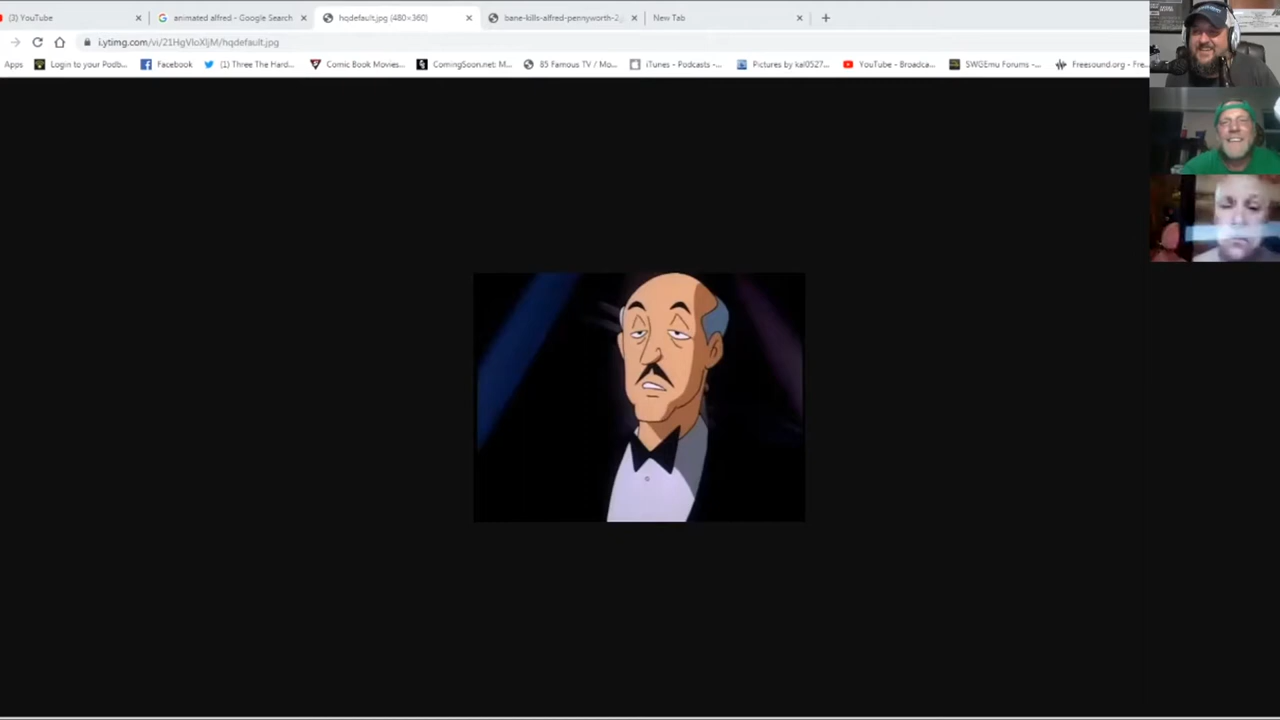 (3) YouTube
animated alfred - Google Search
hqdefault.jpg (480×360)
bane-kills-alfred-pennyworth-2
New Tab
i.ytimg.com/vi/21HgVloXljM/hqdefault.jpg
Apps
Login to your Podb...
Facebook
(1) Three The Hard...
Comic Book Movies...
ComingSoon.net: M...
85 Famous TV / Mo...
iTunes - Podcasts -...
Pictures by kal0527...
YouTube - Broadca...
SWGEmu Forums -...
Freesound.org - Fre...